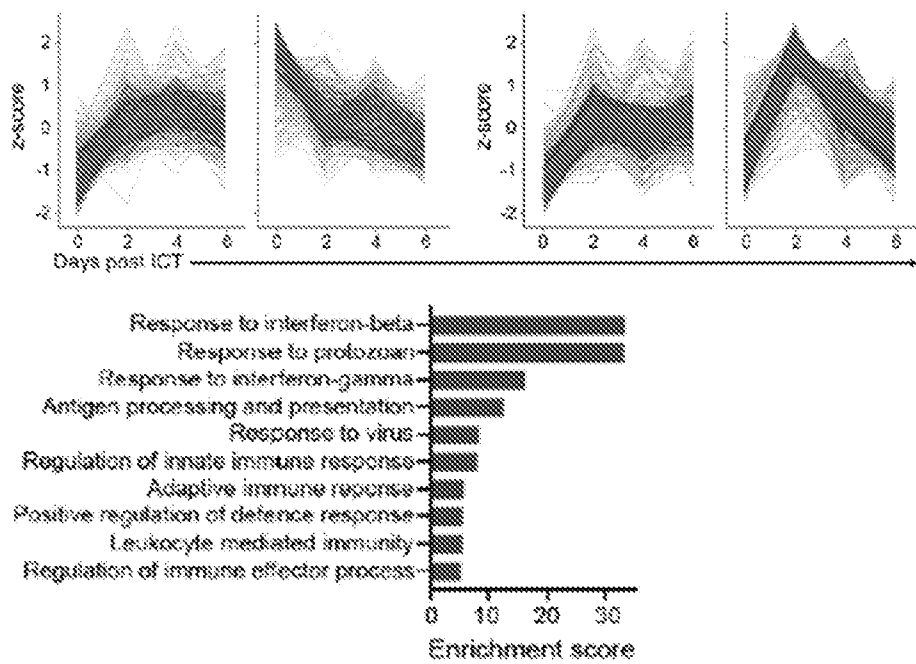 z-score
2
1
0
-1
-2
z-score
2
1
0
-1
-2
0 2 4 6 0 2 4 6 0 2 4 6 0 2 4 6
Days post ICT
Response to interferon-beta
Response to protozoan
Response to interferon-gamma
Antigen processing and presentation
Response to virus
Regulation of innate immune response
Adaptive immune reponse
Positive regulation of defence response
Leukocyte mediated immunity
Regulation of immune effector process
0 10 20 30
Enrichment score